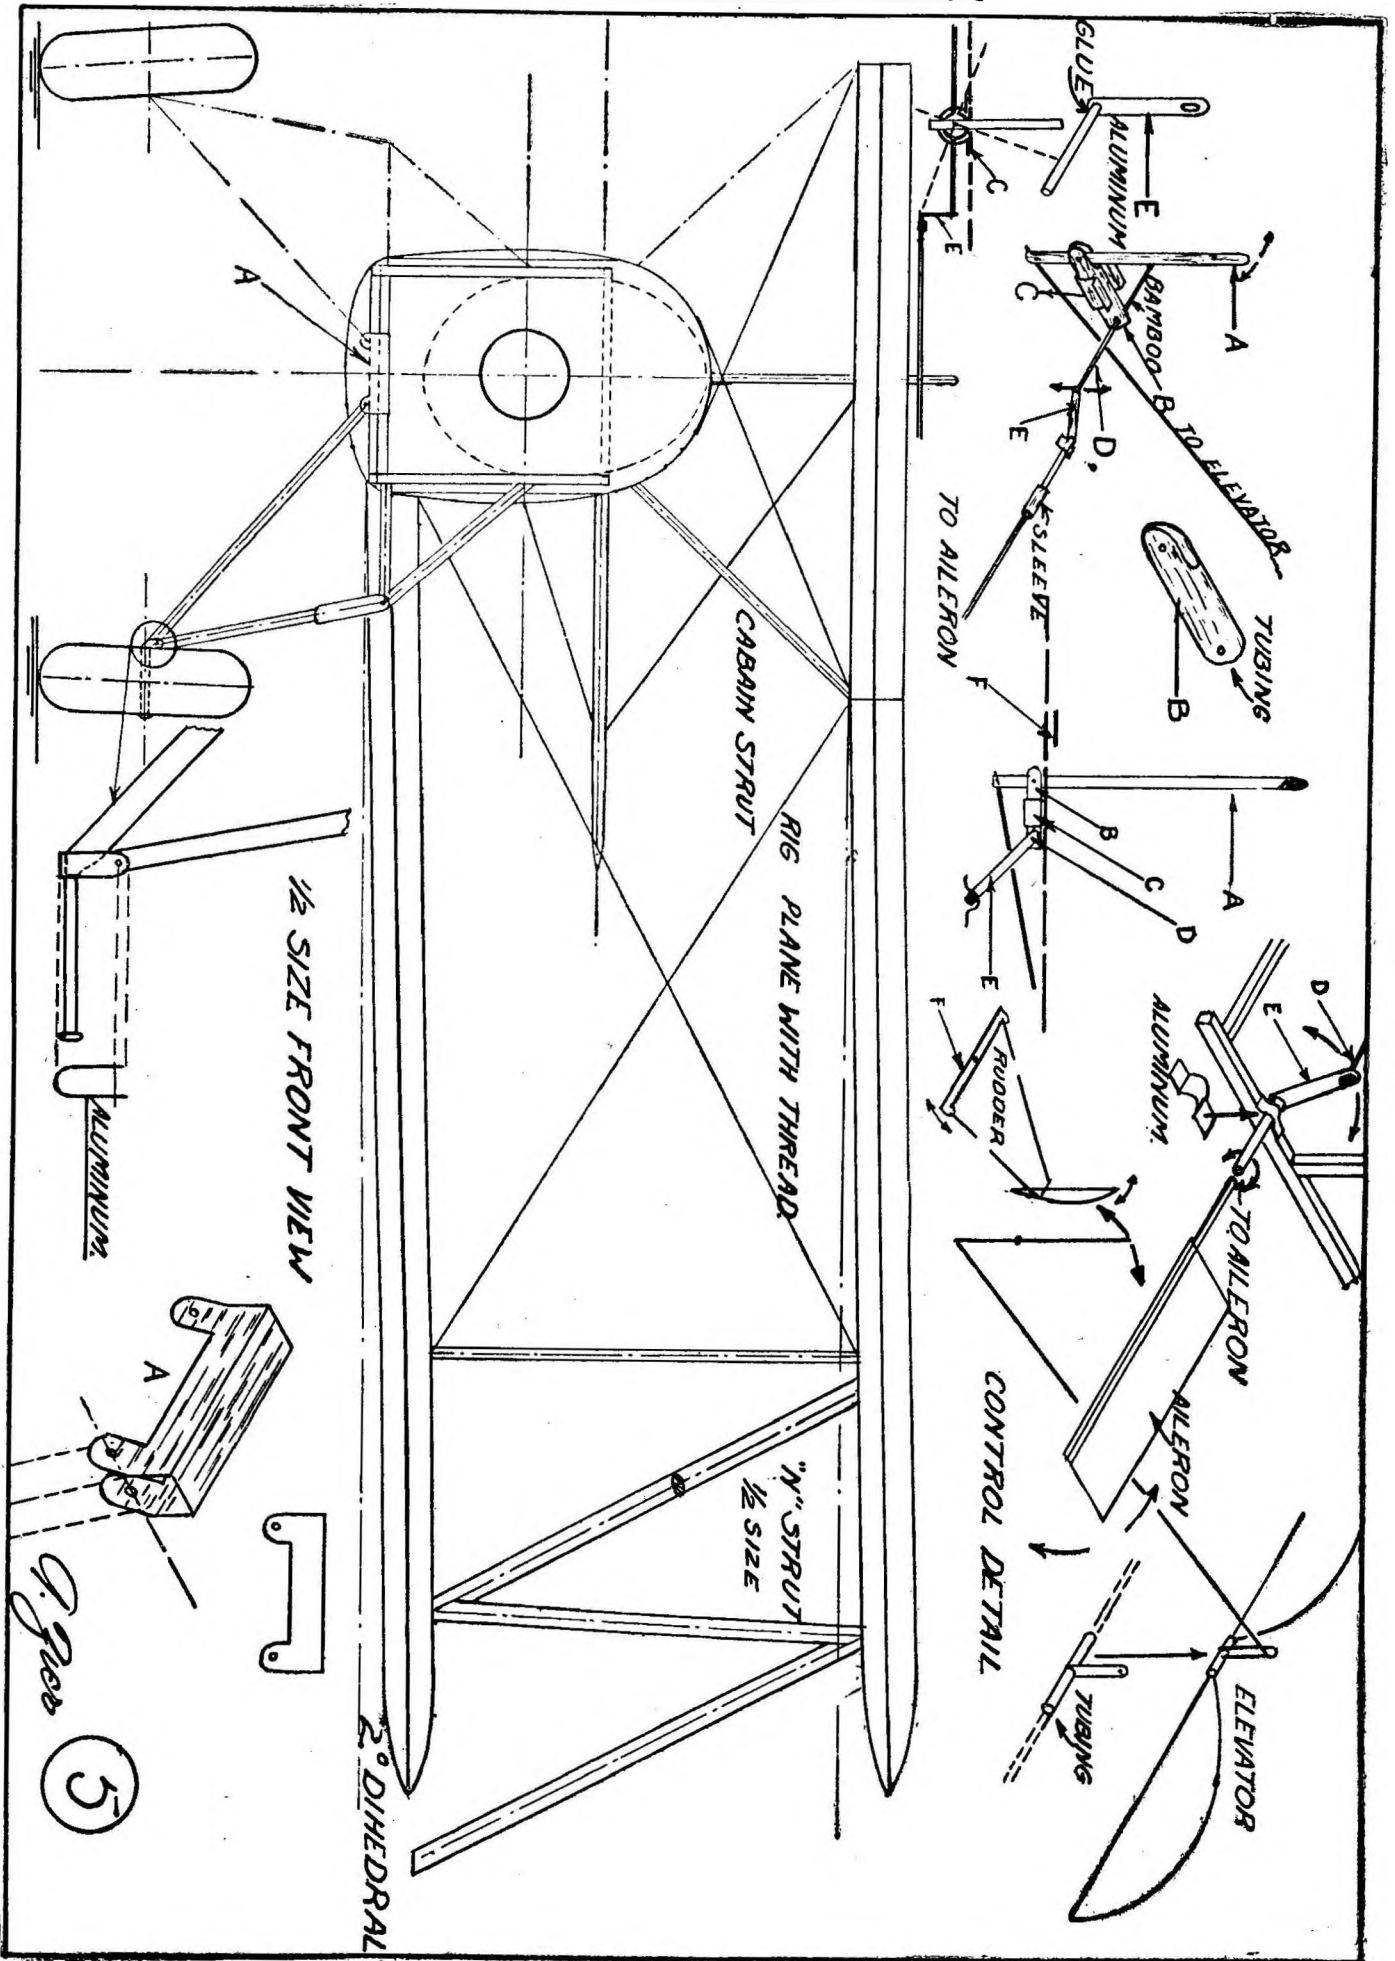 GLUE
ALUMINUM
E
C
E
A
BAMBOO - B
C
TO ELEVATOR
D.
E
SLEEVE
TO AILERON
TUBING
B
F
A
B
C
D
E
F
RUDDER
D
E
ALUMINUM.
TO AILERON
AILERON
CONTROL DETAIL
ELEVATOR
TUBING
CABAIN STRUT
RIG PLANE WITH THREAD.
"N" STRUT
1/2 SIZE
A
1/2 SIZE FRONT VIEW
2° DIHEDRAL
ALUMINUM.
A
5